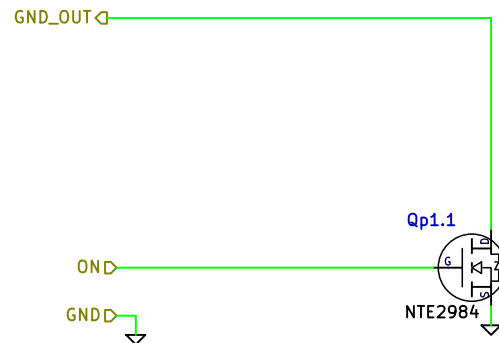 GND_OUT
Qp1.1
D
ON
G
S
GND
NTE2984